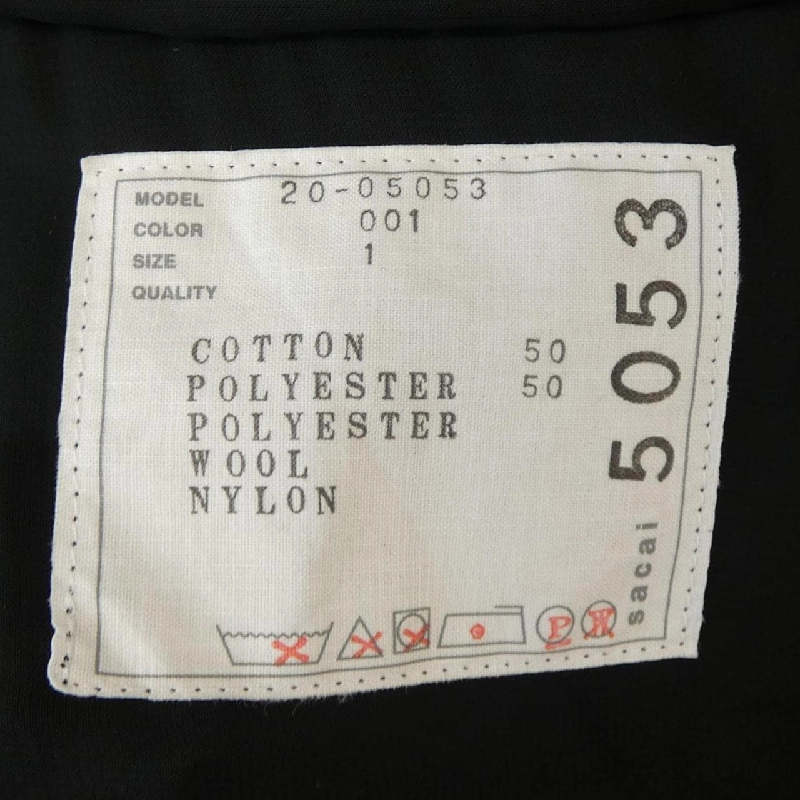 MODEL 20-05053
COLOR 001
SIZE 1
QUALITY
COTTON 50
POLYESTER 50
POLYESTER
WOOL
NYLON
sacai 5053
P W